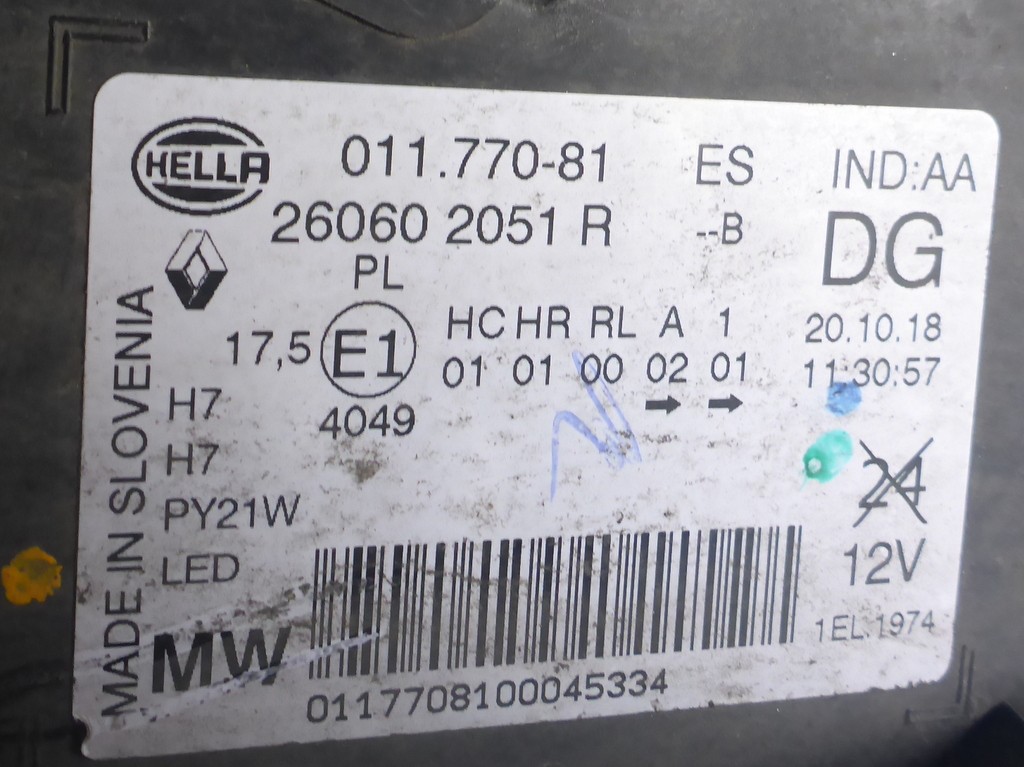 HELLA 011.770-81 ES IND:AA
26060 2051 R --B DG
PL
17,5 E1 HC HR RL A 1 20.10.18
01 01 00 02 01 11:30:57
4049 → →
H7
H7
PY21W
LED
24
12V
MW
1EL 1974
0117708100045334
MADE IN SLOVENIA